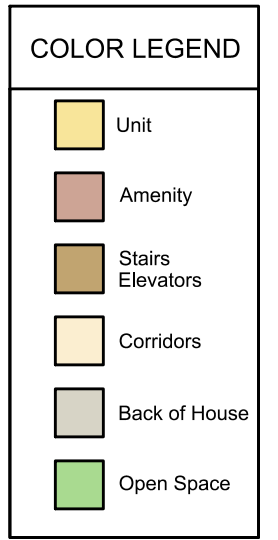 COLOR LEGEND
Unit
Amenity
Stairs
Elevators
Corridors
Back of House
Open Space